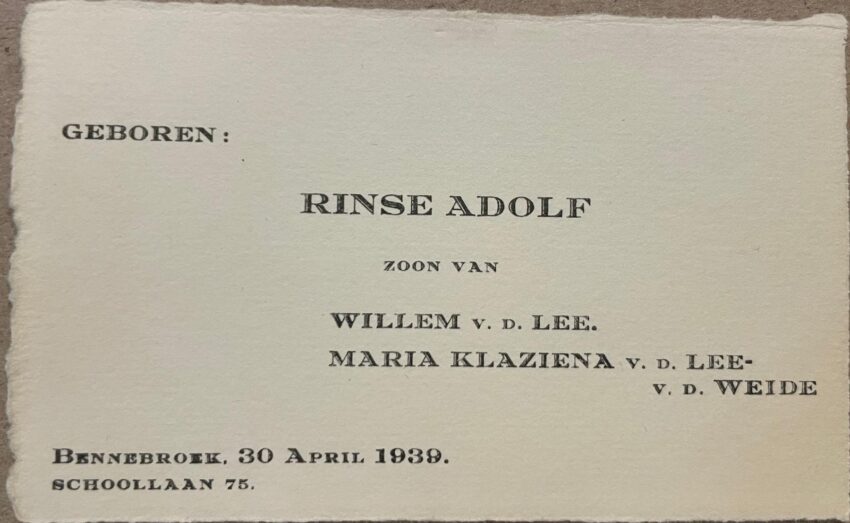 GEBOREN:
RINSE ADOLF
ZOON VAN
WILLEM V. D. LEE.
MARIA KLAZIENA V. D. LEE-
V. D. WEIDE
BENNEBROEK, 30 APRIL 1939.
SCHOOLLAAN 75.